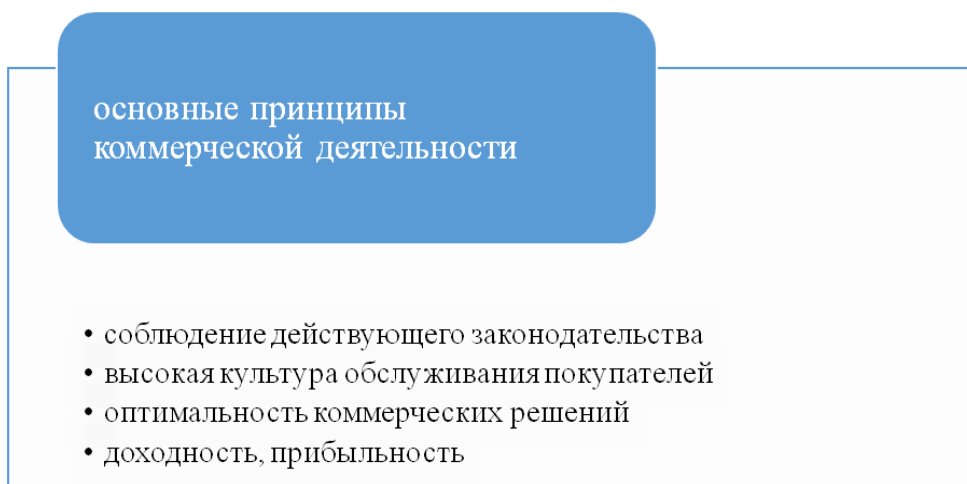 основные принципы
коммерческой деятельности
• соблюдение действующего законодательства
• высокая культура обслуживания покупателей
• оптимальность коммерческих решений
• доходность, прибыльность